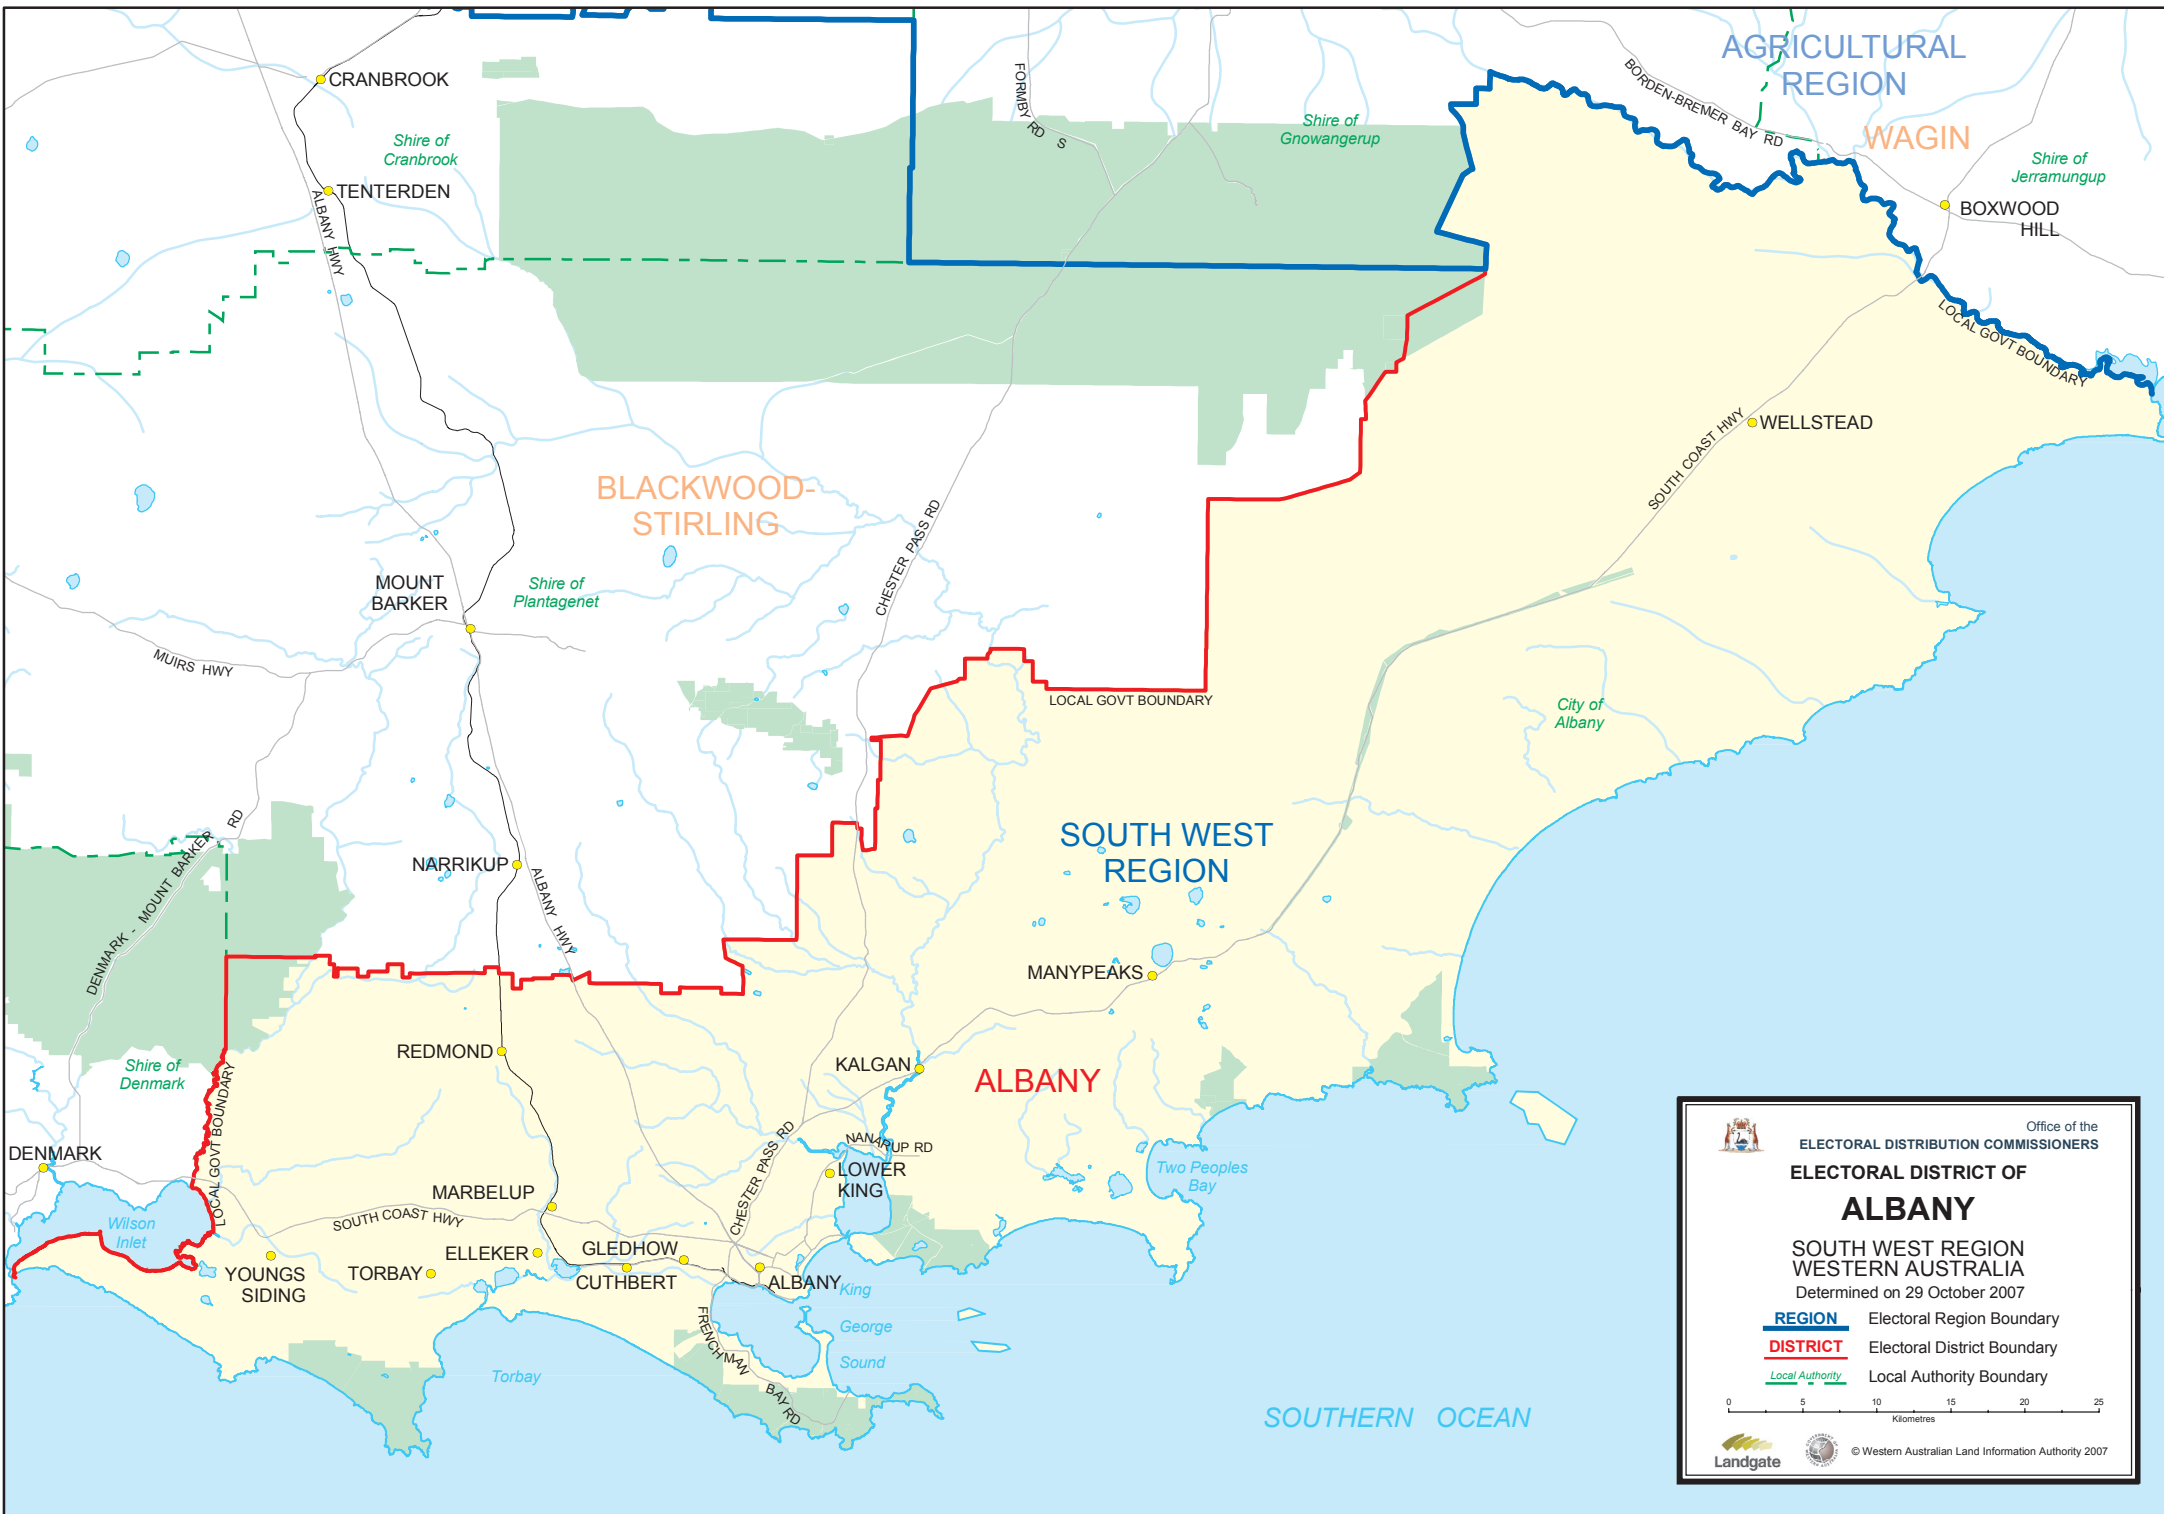 AGRICULTURAL
REGION
CRANBROOK
FORMBY RD S
BORDEN-BREMER BAY RD
Shire of
Cranbrook
Shire of
Gnowangerup
WAGIN
Shire of
Jerramungup
TENTERDEN
ALBANY HWY
BOXWOOD
HILL
LOCAL GOVT BOUNDARY
WELLSTEAD
SOUTH COAST HWY
BLACKWOOD-
STIRLING
CHESTER PASS RD
MOUNT
BARKER
Shire of
Plantagenet
MUIRS HWY
LOCAL GOVT BOUNDARY
City of
Albany
SOUTH WEST
REGION
DENMARK - MOUNT BARKER RD
NARRIKUP
ALBANY HWY
MANYPEAKS
REDMOND
KALGAN
ALBANY
Shire of
Denmark
LOCAL GOVT BOUNDARY
DENMARK
NANARUP RD
CHESTER PASS RD
LOWER
KING
Two Peoples
Bay
MARBELUP
SOUTH COAST HWY
Wilson
Inlet
ELLEKER
GLEDHOW
YOUNGS
SIDING
TORBAY
CUTHBERT
ALBANY
King
George
Sound
FRENCHMAN BAY RD
Torbay
SOUTHERN OCEAN
Office of the
ELECTORAL DISTRIBUTION COMMISSIONERS
ELECTORAL DISTRICT OF
ALBANY
SOUTH WEST REGION
WESTERN AUSTRALIA
Determined on 29 October 2007
REGION Electoral Region Boundary
DISTRICT Electoral District Boundary
Local Authority Local Authority Boundary
0 5 10 15 20 25
Kilometres
Landgate
© Western Australian Land Information Authority 2007